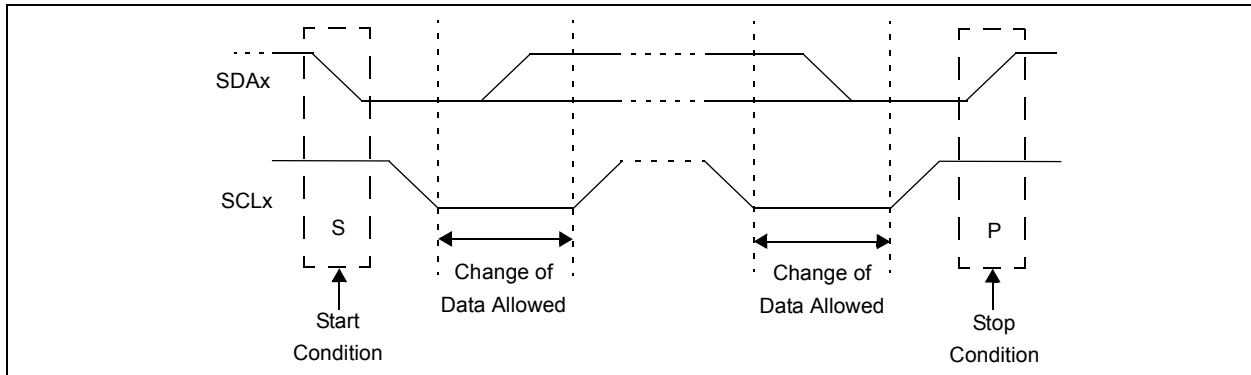 SDAx
SCLx
S
P
Change of
Data Allowed
Change of
Data Allowed
Start
Condition
Stop
Condition